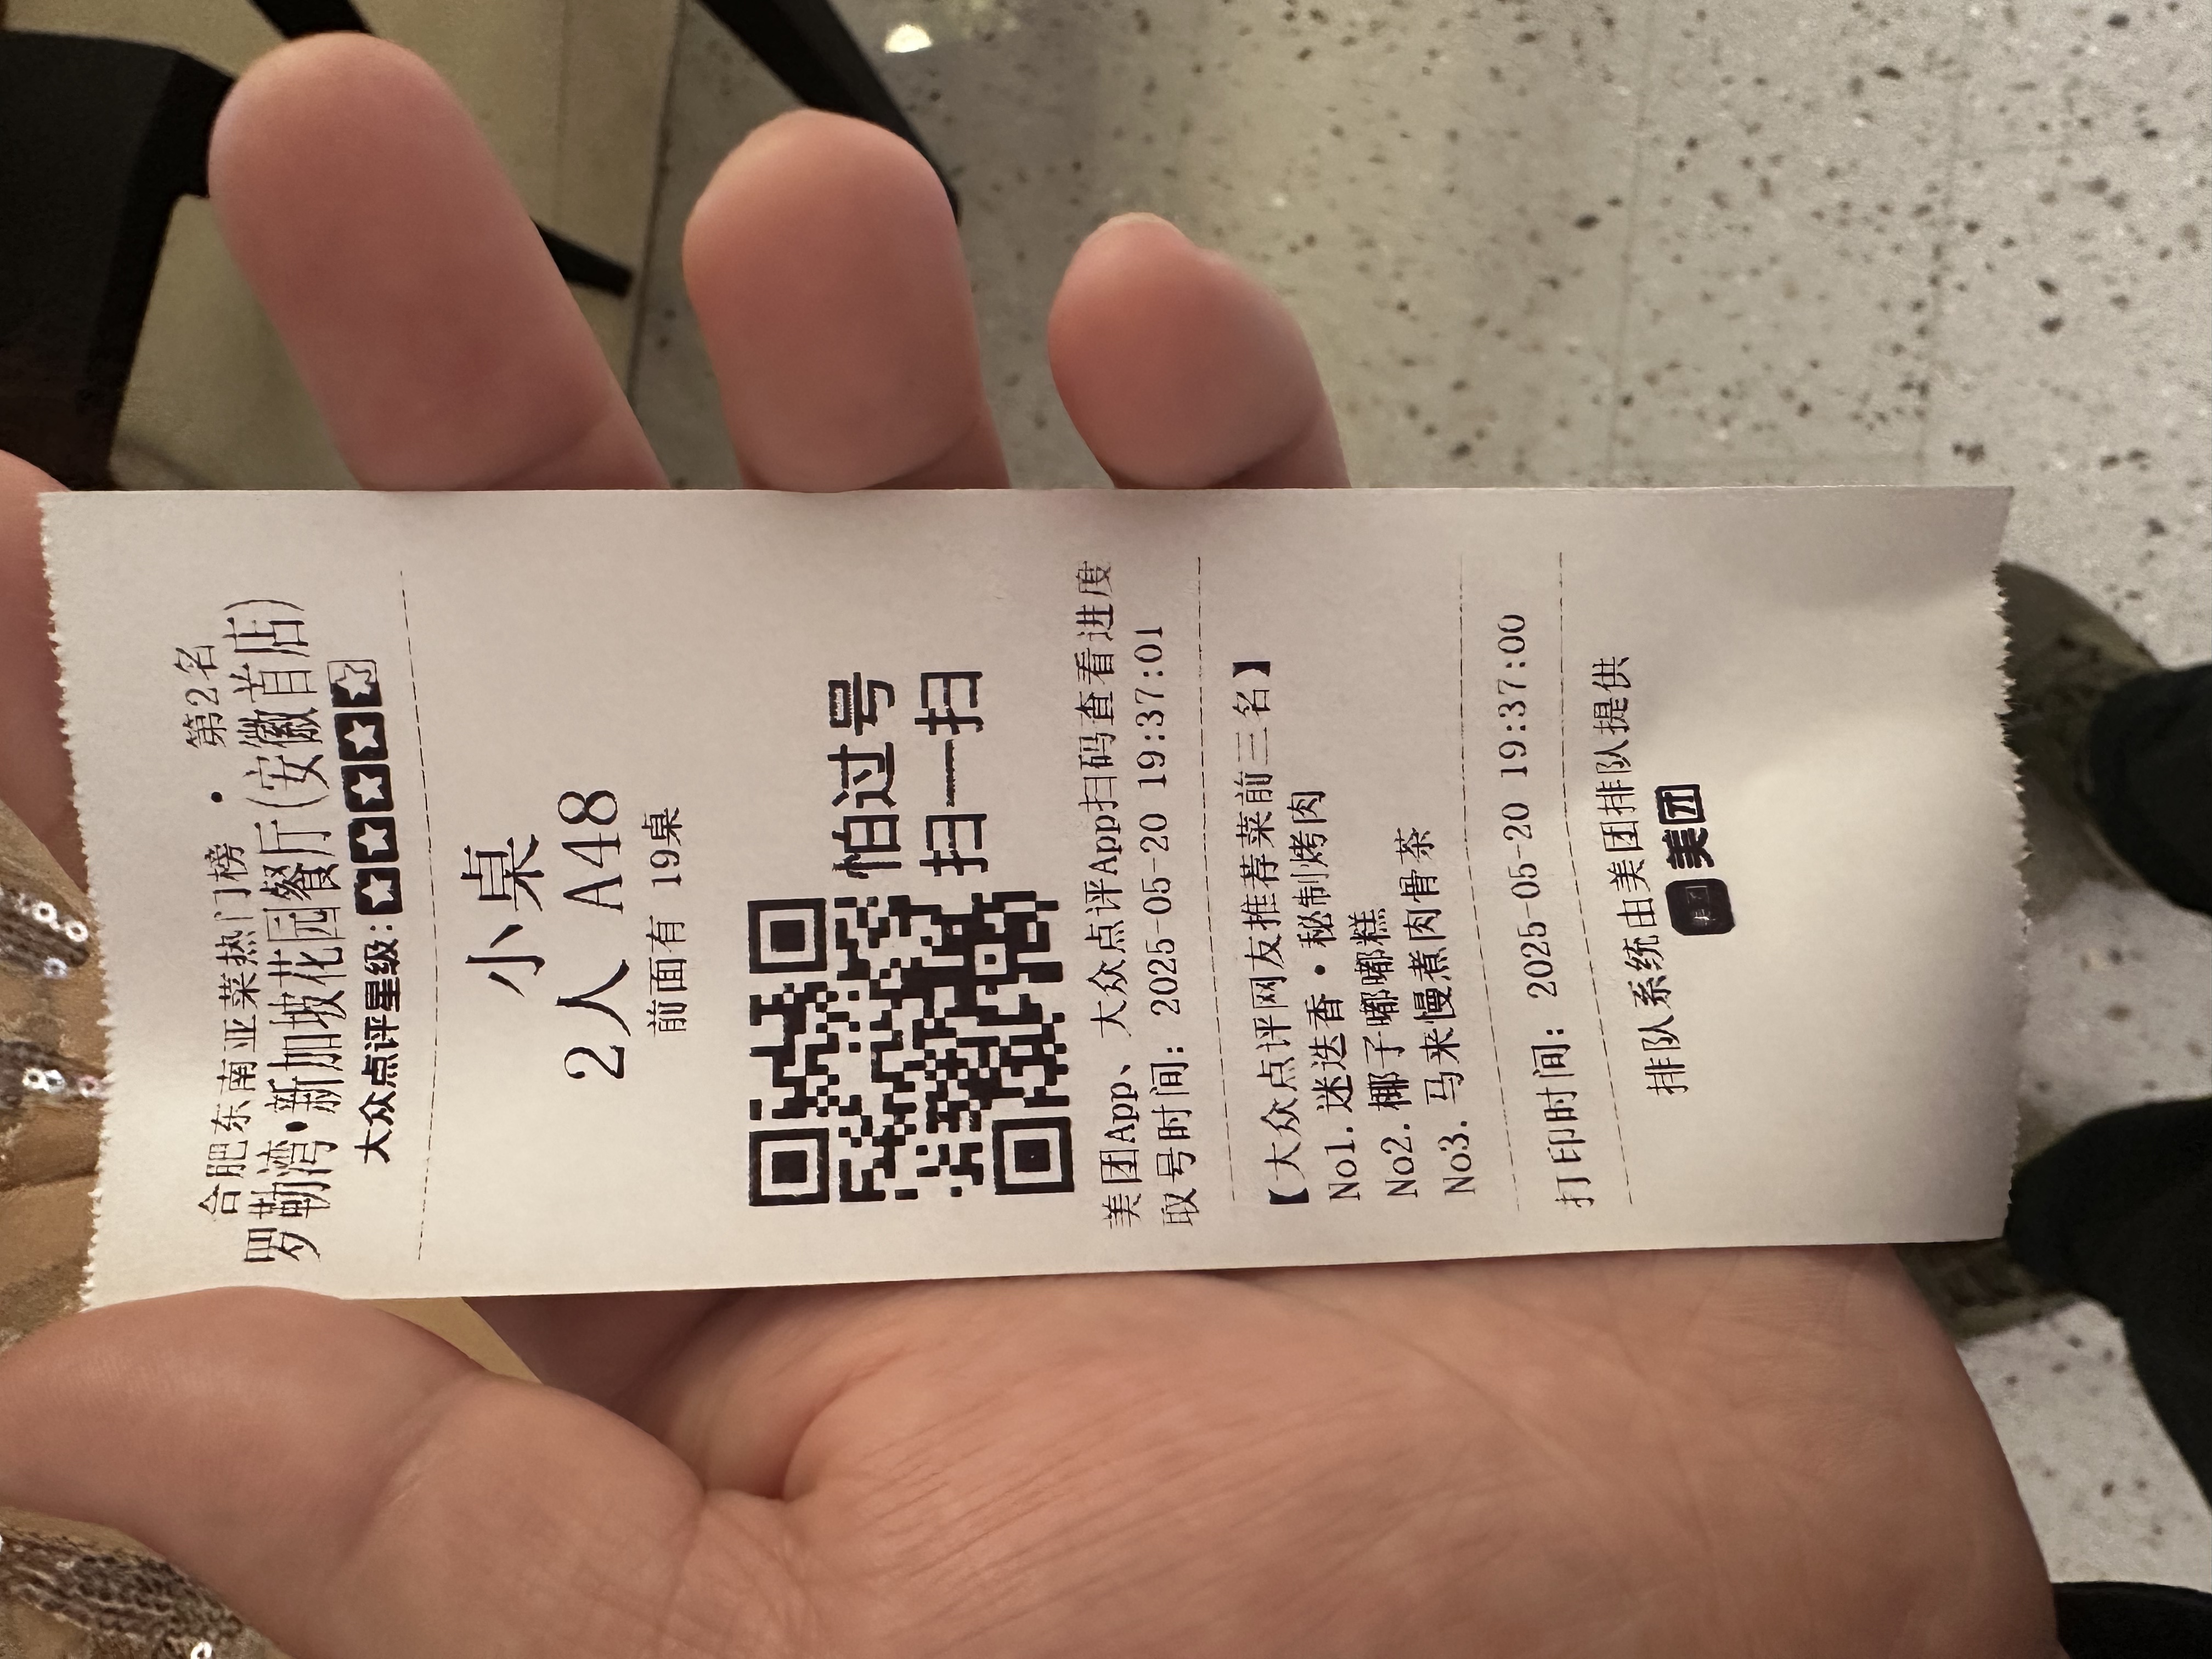 合肥东南亚菜热门榜 · 第2名
罗勒湾·新加坡花园餐厅(安徽首店)
大众点评星级:
小桌
2人 A48
前面有 19桌
怕过号
扫一扫
美团App、大众点评App扫码查看进度
取号时间: 2025-05-20 19:37:01
【大众点评网友推荐菜前三名】
No1. 迷迭香·秘制烤肉
No2. 椰子嘟嘟糕
No3. 马来慢煮肉骨茶
打印时间: 2025-05-20 19:37:00
排队系统由美团排队提供
美团 美团